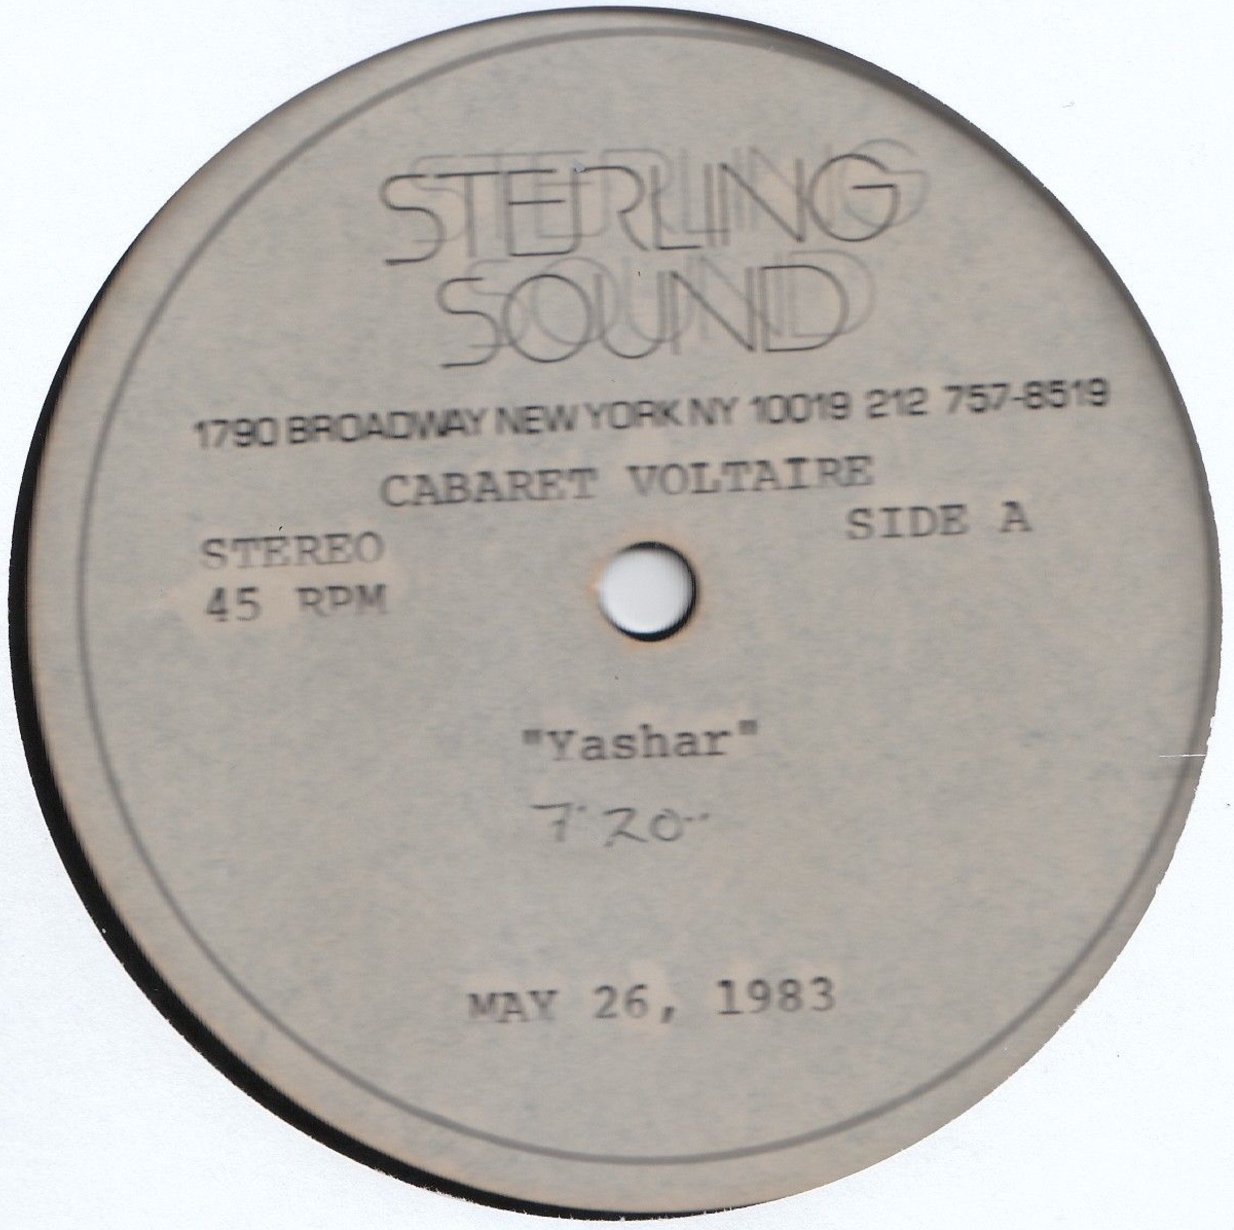 STERLING
SOUND
1790 BROADWAY NEW YORK NY 10019 212 757-8519
CABARET VOLTAIRE
STEREO SIDE A
45 RPM
"Yashar"
7' 20"
MAY 26, 1983